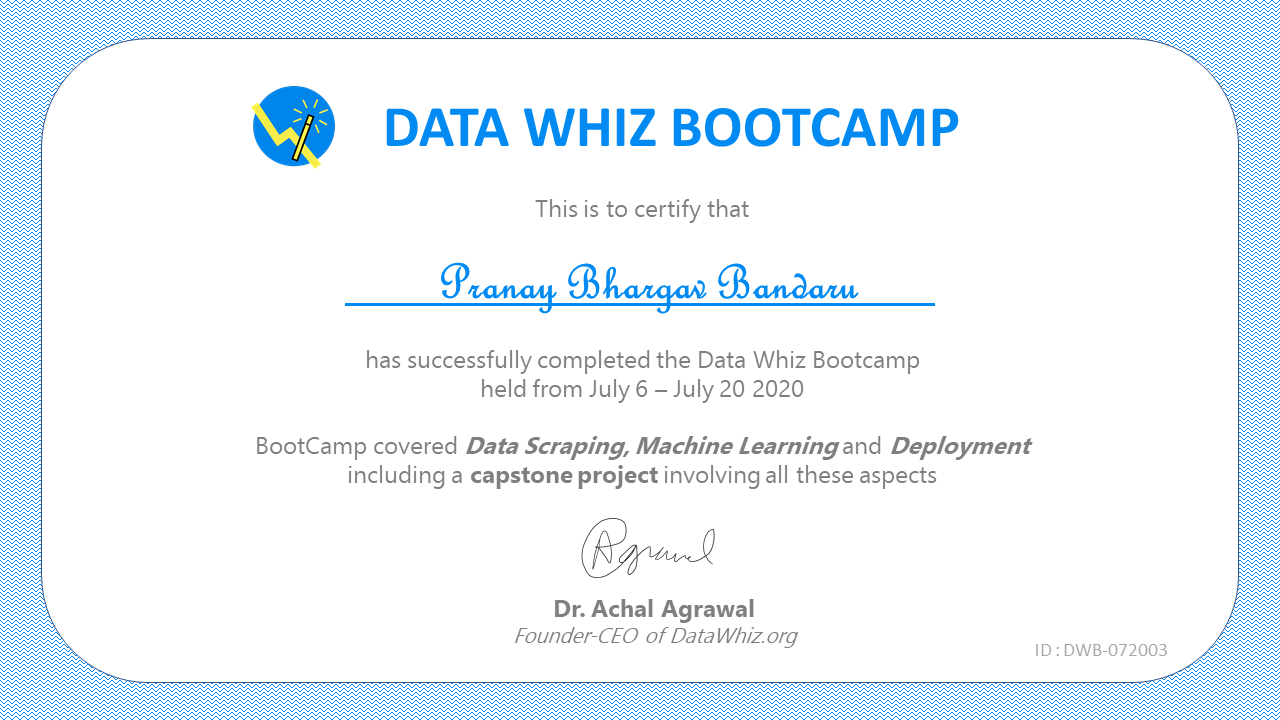 DATA WHIZ BOOTCAMP
This is to certify that
Pranay Bhargav Bandaru
has successfully completed the Data Whiz Bootcamp
held from July 6 – July 20 2020
BootCamp covered Data Scraping, Machine Learning and Deployment
including a capstone project involving all these aspects
Agrawal
Dr. Achal Agrawal
Founder-CEO of DataWhiz.org
ID : DWB-072003